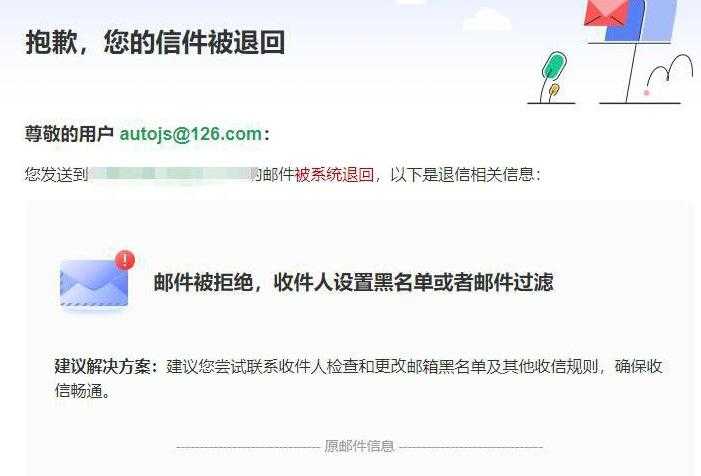 抱歉，您的信件被退回
尊敬的用户 autojs@126.com：
您发送到的邮件被系统退回，以下是退信相关信息：
邮件被拒绝，收件人设置黑名单或者邮件过滤
建议解决方案：建议您尝试联系收件人检查和更改邮箱黑名单及其他收信规则，确保收
信畅通。
原邮件信息